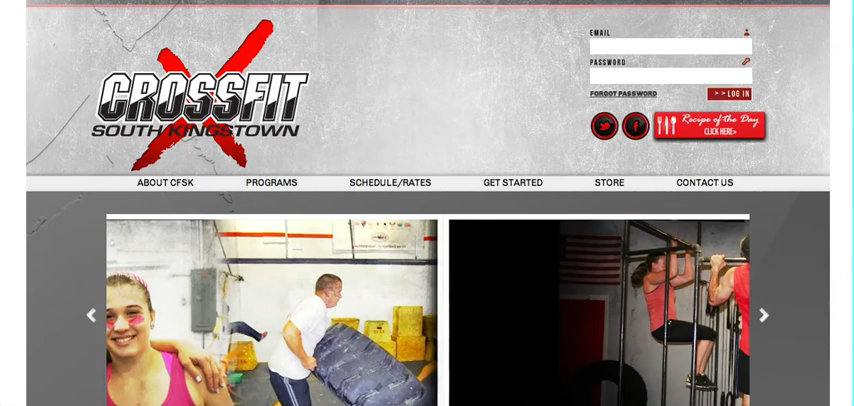 CROSSFIT
SOUTH KINGSTOWN
EMAIL
PASSWORD
FORGOT PASSWORD
>> LOG IN
Recipe of the Day
CLICK HERE>
ABOUT CFSK
PROGRAMS
SCHEDULE/RATES
GET STARTED
STORE
CONTACT US